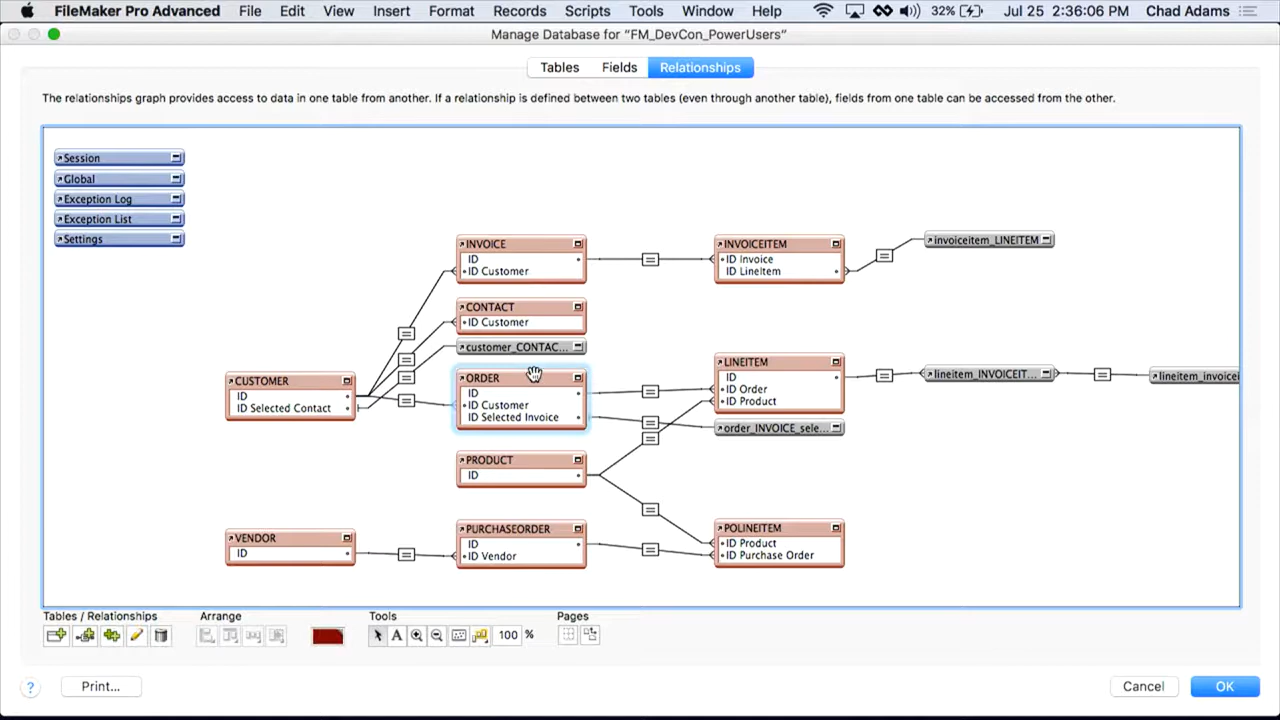 FileMaker Pro Advanced File Edit View Insert Format Records Scripts Tools Window Help 32% Jul 25 2:36:06 PM Chad Adams
Manage Database for "FM_DevCon_PowerUsers"
Tables Fields Relationships
The relationships graph provides access to data in one table from another. If a relationship is defined between two tables (even through another table), fields from one table can be accessed from the other.
Session
Global
Exception Log
Exception List
Settings
INVOICE
ID
ID Customer
INVOICEITEM
ID Invoice
ID LineItem
invoiceitem_LINEITEM
CONTACT
ID Customer
customer_CONTAC...
CUSTOMER
ID
ID Selected Contact
ORDER
ID
ID Customer
ID Selected Invoice
LINEITEM
ID
ID Order
ID Product
lineitem_INVOICEIT...
lineitem_invoicei
order_INVOICE_sele...
PRODUCT
ID
VENDOR
ID
PURCHASEORDER
ID
ID Vendor
POLINEITEM
ID Product
ID Purchase Order
Tables / Relationships Arrange Tools Pages
A 100 %
? Print... Cancel OK